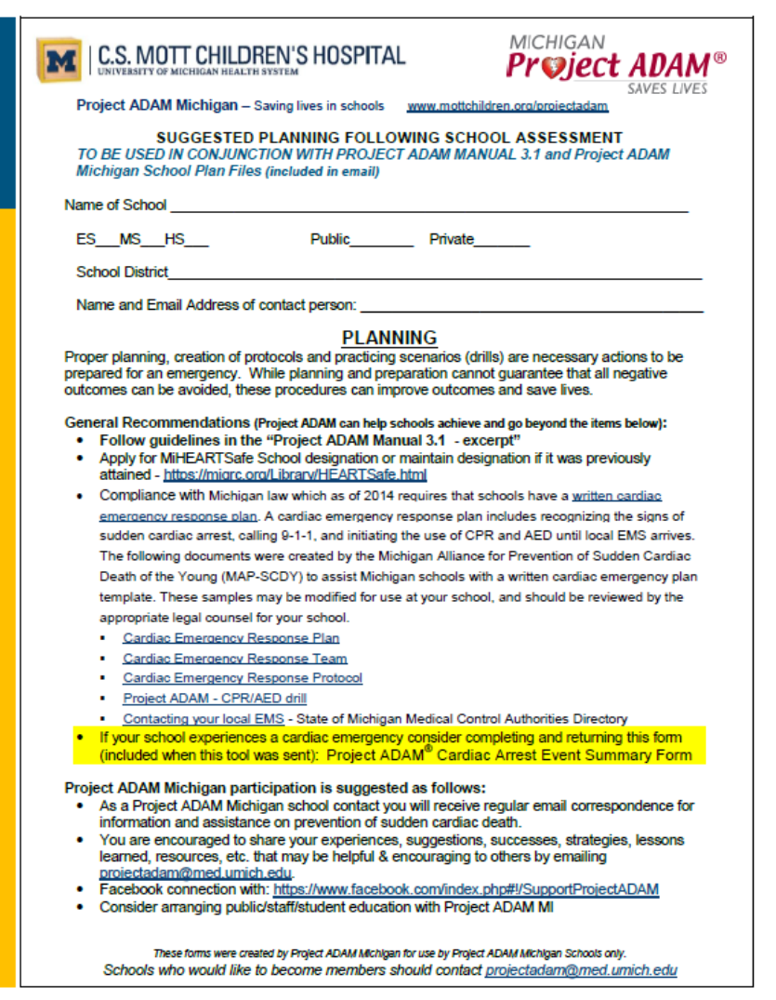 M | C.S. MOTT CHILDREN'S HOSPITAL
UNIVERSITY OF MICHIGAN HEALTH SYSTEM
MICHIGAN
Project ADAM®
SAVES LIVES
Project ADAM Michigan – Saving lives in schools www.mottchildren.org/projectadam
SUGGESTED PLANNING FOLLOWING SCHOOL ASSESSMENT
TO BE USED IN CONJUNCTION WITH PROJECT ADAM MANUAL 3.1 and Project ADAM
Michigan School Plan Files (included in email)
Name of School ___
ES___MS___HS___ Public________ Private_______
School District___
Name and Email Address of contact person: ___
PLANNING
Proper planning, creation of protocols and practicing scenarios (drills) are necessary actions to be
prepared for an emergency. While planning and preparation cannot guarantee that all negative
outcomes can be avoided, these procedures can improve outcomes and save lives.
General Recommendations (Project ADAM can help schools achieve and go beyond the items below):
• Follow guidelines in the “Project ADAM Manual 3.1 - excerpt”
• Apply for MiHEARTSafe School designation or maintain designation if it was previously
attained - https://migrc.org/Library/HEARTSafe.html
• Compliance with Michigan law which as of 2014 requires that schools have a written cardiac
emergency response plan. A cardiac emergency response plan includes recognizing the signs of
sudden cardiac arrest, calling 9-1-1, and initiating the use of CPR and AED until local EMS arrives.
The following documents were created by the Michigan Alliance for Prevention of Sudden Cardiac
Death of the Young (MAP-SCDY) to assist Michigan schools with a written cardiac emergency plan
template. These samples may be modified for use at your school, and should be reviewed by the
appropriate legal counsel for your school.
▪ Cardiac Emergency Response Plan
▪ Cardiac Emergency Response Team
▪ Cardiac Emergency Response Protocol
▪ Project ADAM - CPR/AED drill
▪ Contacting your local EMS - State of Michigan Medical Control Authorities Directory
• If your school experiences a cardiac emergency consider completing and returning this form
(included when this tool was sent): Project ADAM® Cardiac Arrest Event Summary Form
Project ADAM Michigan participation is suggested as follows:
• As a Project ADAM Michigan school contact you will receive regular email correspondence for
information and assistance on prevention of sudden cardiac death.
• You are encouraged to share your experiences, suggestions, successes, strategies, lessons
learned, resources, etc. that may be helpful & encouraging to others by emailing
projectadam@med.umich.edu.
• Facebook connection with: https://www.facebook.com/index.php#!/SupportProjectADAM
• Consider arranging public/staff/student education with Project ADAM MI
These forms were created by Project ADAM Michigan for use by Project ADAM Michigan Schools only.
Schools who would like to become members should contact projectadam@med.umich.edu